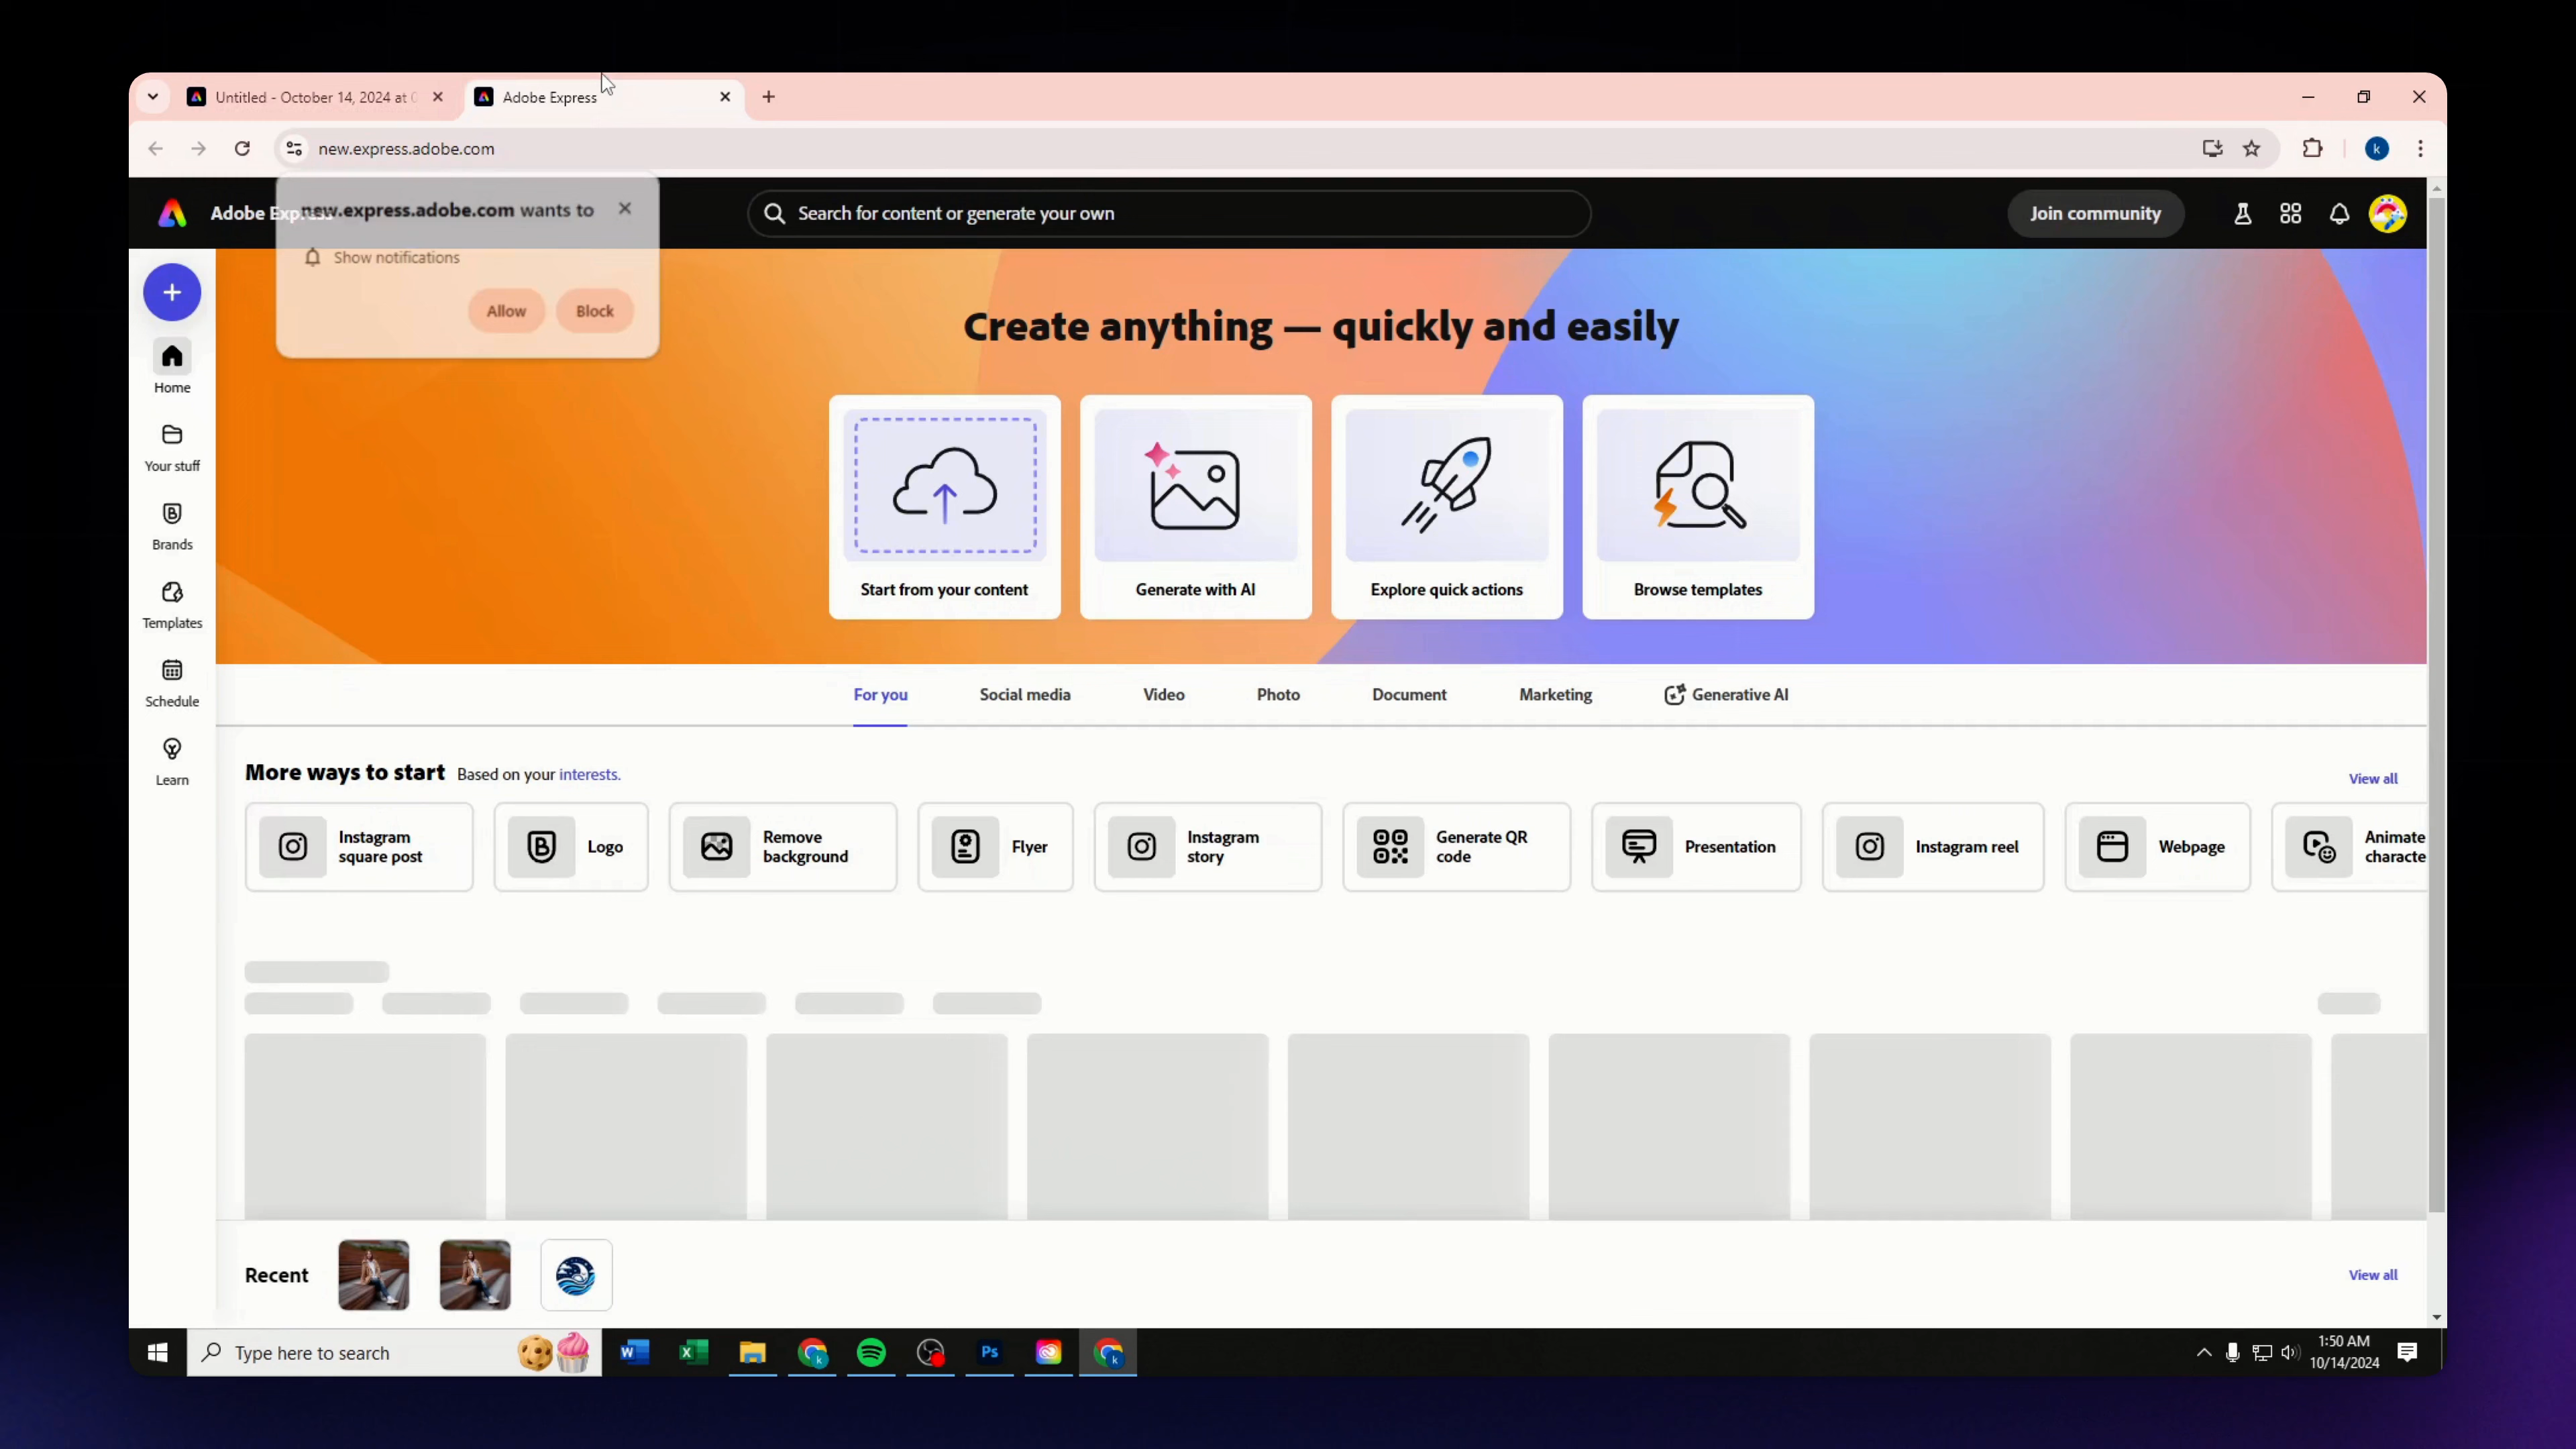 Untitled - October 14, 2024 at
Adobe Express
new.express.adobe.com
Adobe Express
new.express.adobe.com wants to
Show notifications
Allow
Block
Search for content or generate your own
Join community
Home
Your stuff
Brands
Templates
Schedule
Learn
Create anything — quickly and easily
Start from your content
Generate with AI
Explore quick actions
Browse templates
For you
Social media
Video
Photo
Document
Marketing
Generative AI
More ways to start
Based on your interests.
View all
Instagram
square post
Logo
Remove
background
Flyer
Instagram
story
Generate QR
code
Presentation
Instagram reel
Webpage
Animate
characte
Recent
View all
Type here to search
1:50 AM
10/14/2024